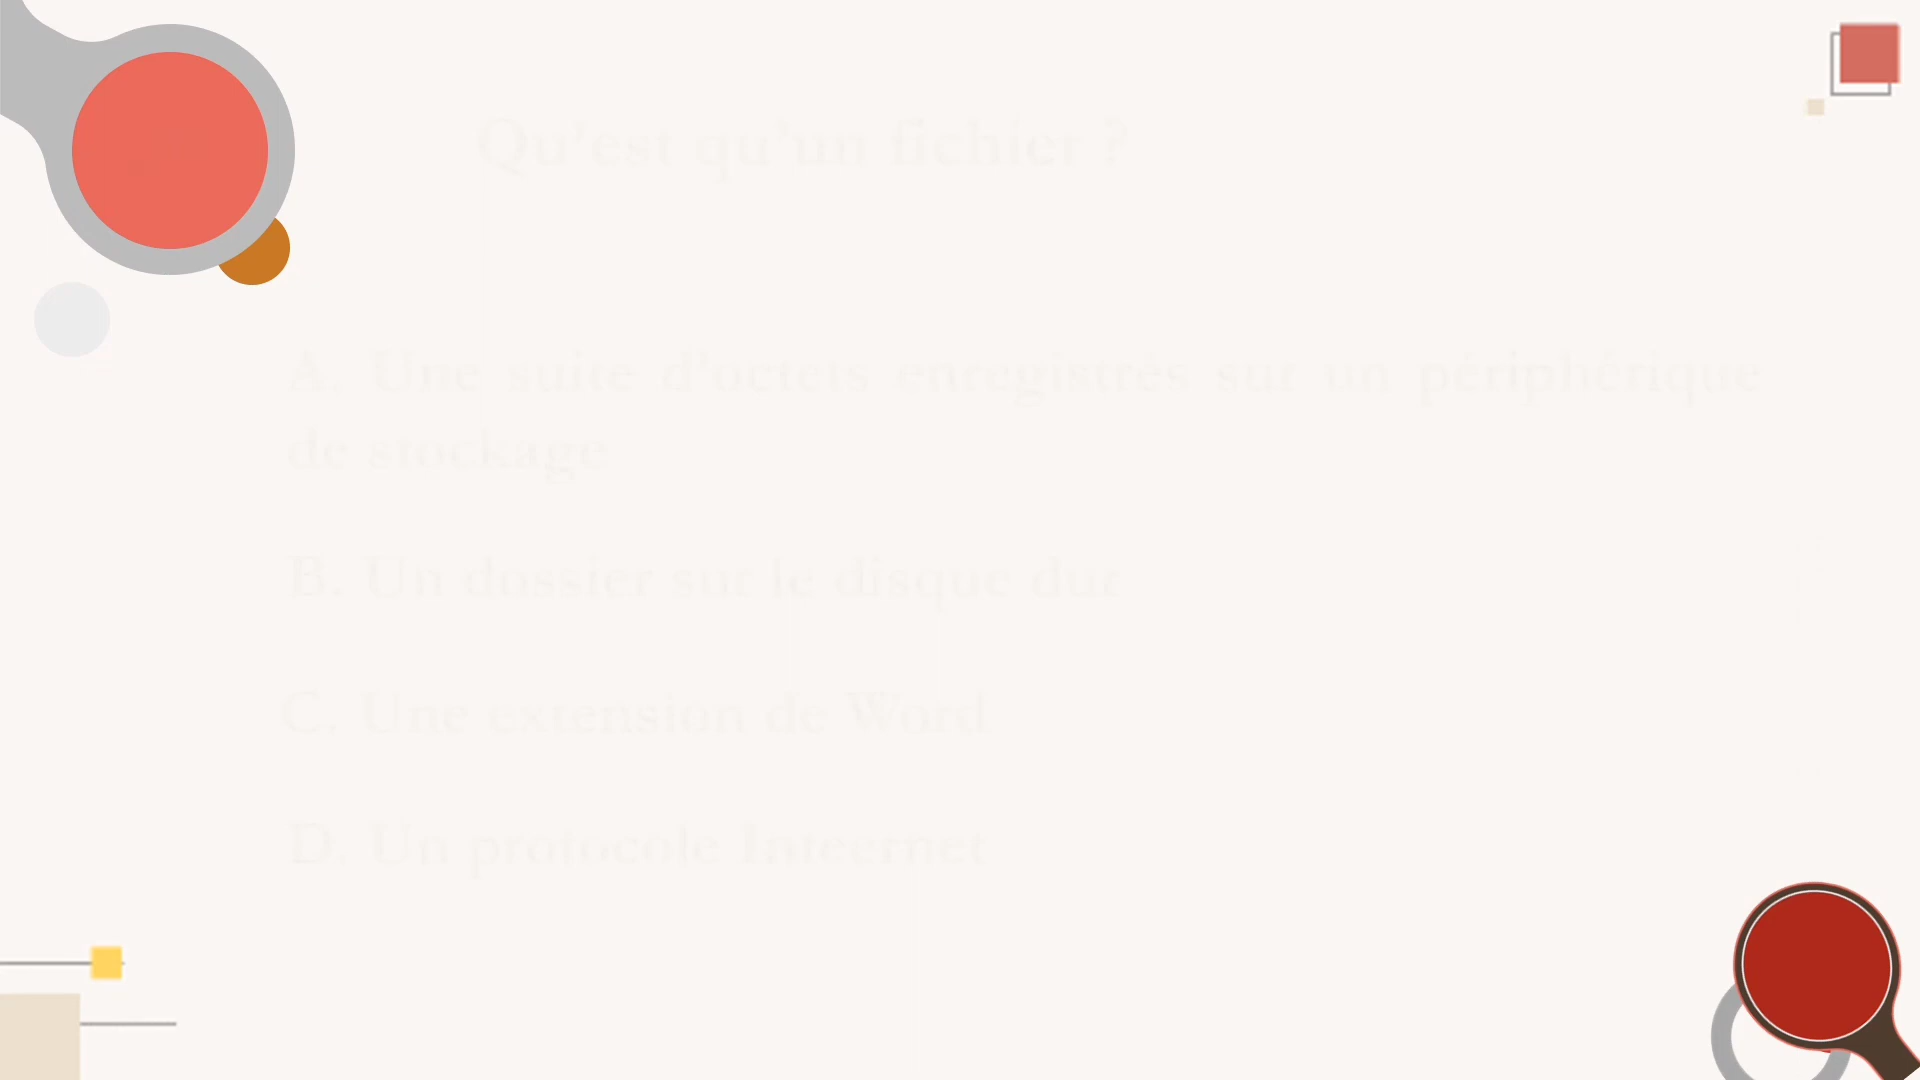 Qu'est qu'un fichier ?
A. Une suite d'octets enregistrés sur un périphérique
de stockage
B. Un dossier sur le disque dur
C. Une extension de Word
D. Un protocole Inteernet